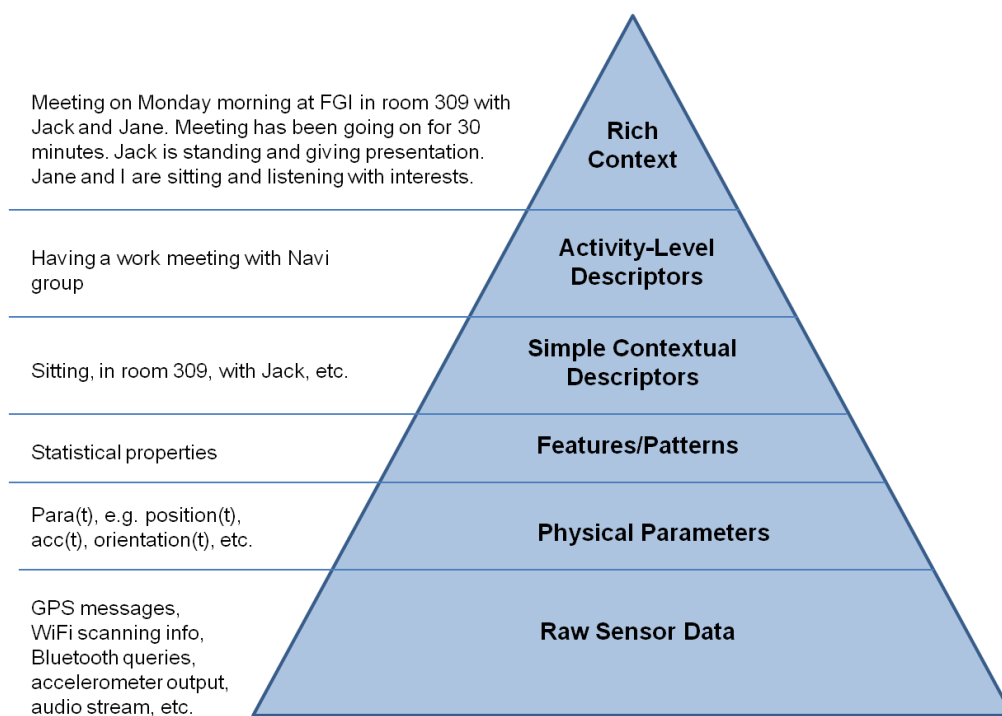 Meeting on Monday morning at FGI in room 309 with
Jack and Jane. Meeting has been going on for 30
minutes. Jack is standing and giving presentation.
Jane and I are sitting and listening with interests.
Rich
Context
Having a work meeting with Navi
group
Activity-Level
Descriptors
Sitting, in room 309, with Jack, etc.
Simple Contextual
Descriptors
Statistical properties
Features/Patterns
Para(t), e.g. position(t),
acc(t), orientation(t), etc.
Physical Parameters
GPS messages,
WiFi scanning info,
Bluetooth queries,
accelerometer output,
audio stream, etc.
Raw Sensor Data